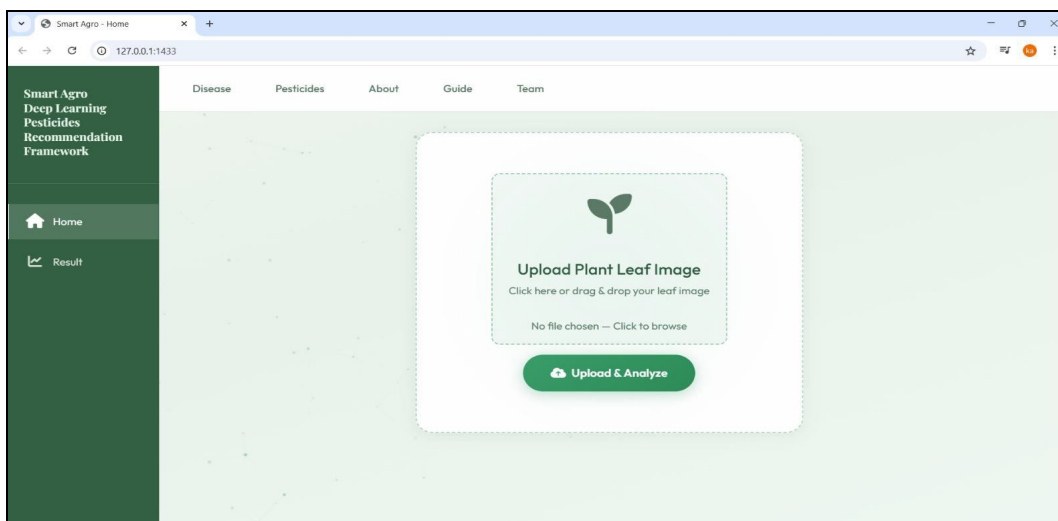 Smart Agro - Home
127.0.0.1:1433
ka
Smart Agro
Deep Learning
Pesticides
Recommendation
Framework
Home
Result
Disease Pesticides About Guide Team
Upload Plant Leaf Image
Click here or drag & drop your leaf image
No file chosen — Click to browse
Upload & Analyze